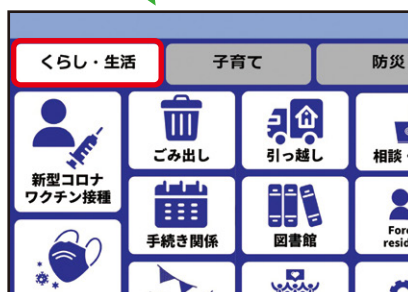 くらし・生活
子育て
防災
新型コロナ
ワクチン接種
ごみ出し
引っ越し
相談・
手続き関係
図書館
Fore
resid